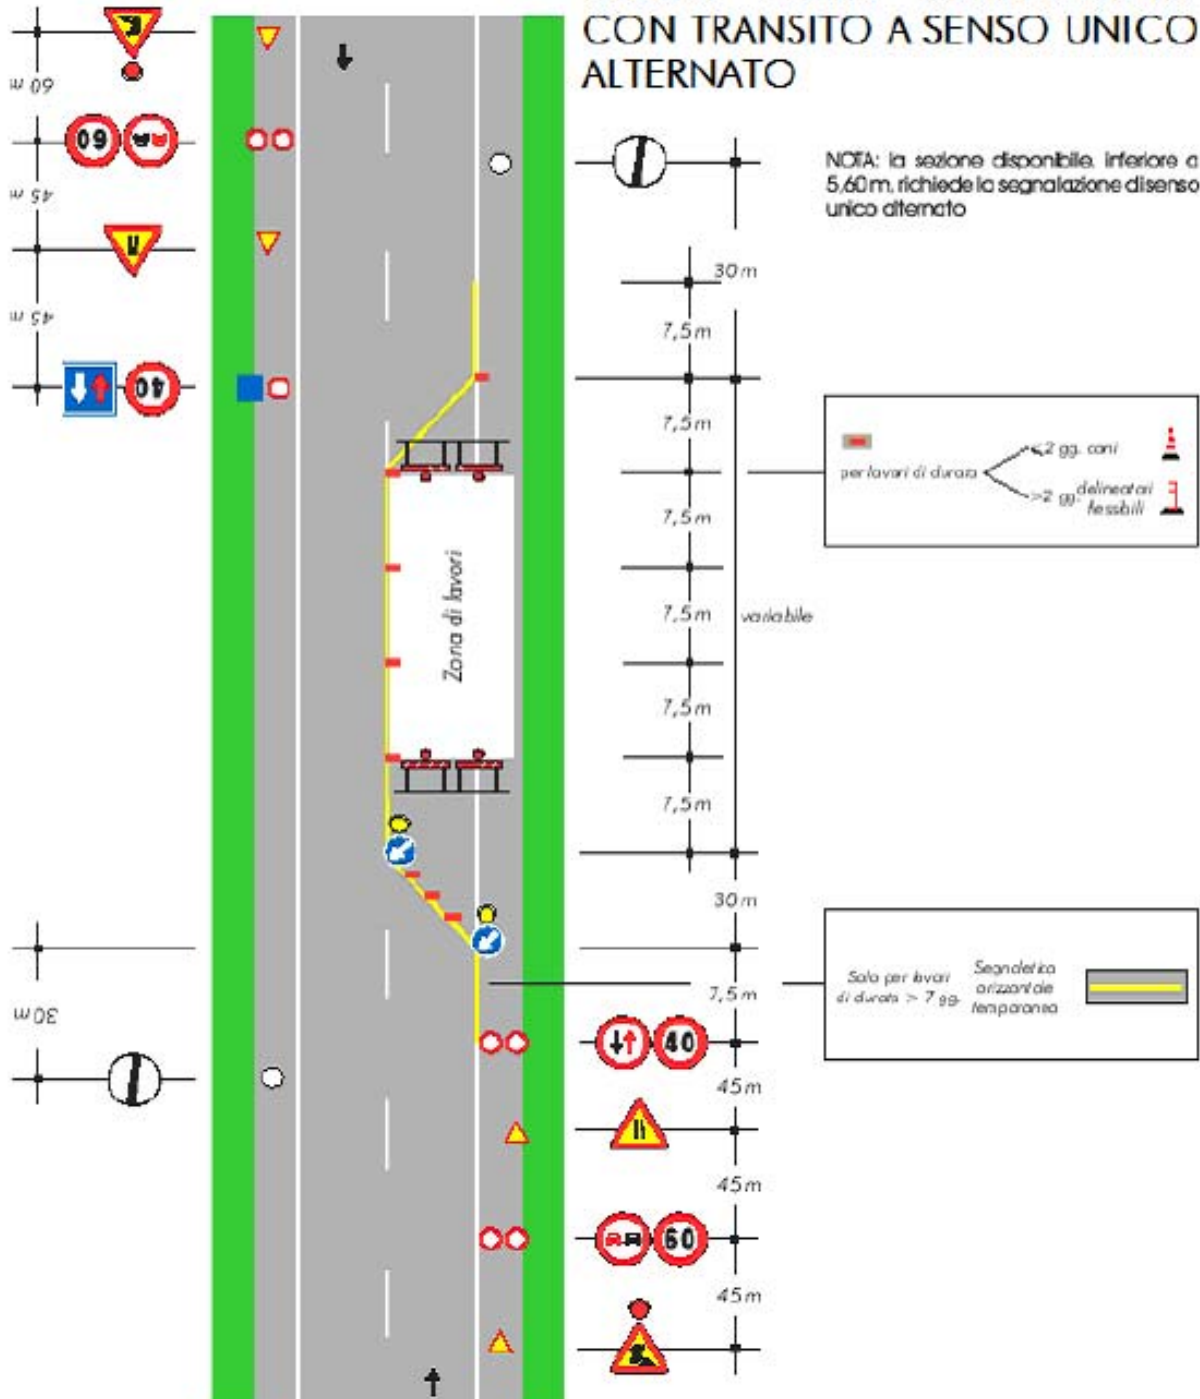 CON TRANSITO A SENSO UNICO
ALTERNATO
NOTA: la sezione disponibile, inferiore a
5,60 m, richiede la segnalazione di senso
unico alternato
60 m
60
45 m
45 m
40
30 m
7,5 m
7,5 m
7,5 m
7,5 m
7,5 m
7,5 m
variabile
Zona di lavori
per lavori di durata
<2 gg. coni
>2 gg. delineatori
flessibili
30 m
7,5 m
Solo per lavori
di durata > 7 gg.
Segnaletica
orizzontale
temporanea
30 m
40
45 m
45 m
60
45 m